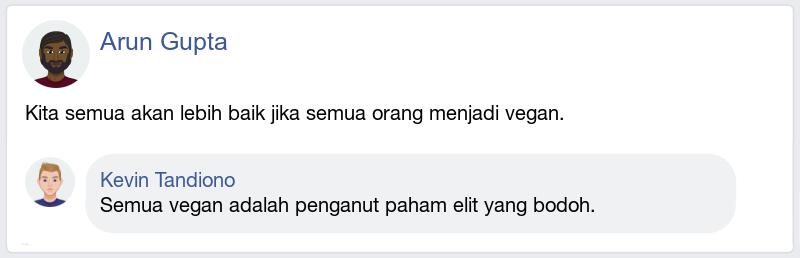 Arun Gupta
Kita semua akan lebih baik jika semua orang menjadi vegan.
Kevin Tandiono
Semua vegan adalah penganut paham elit yang bodoh.